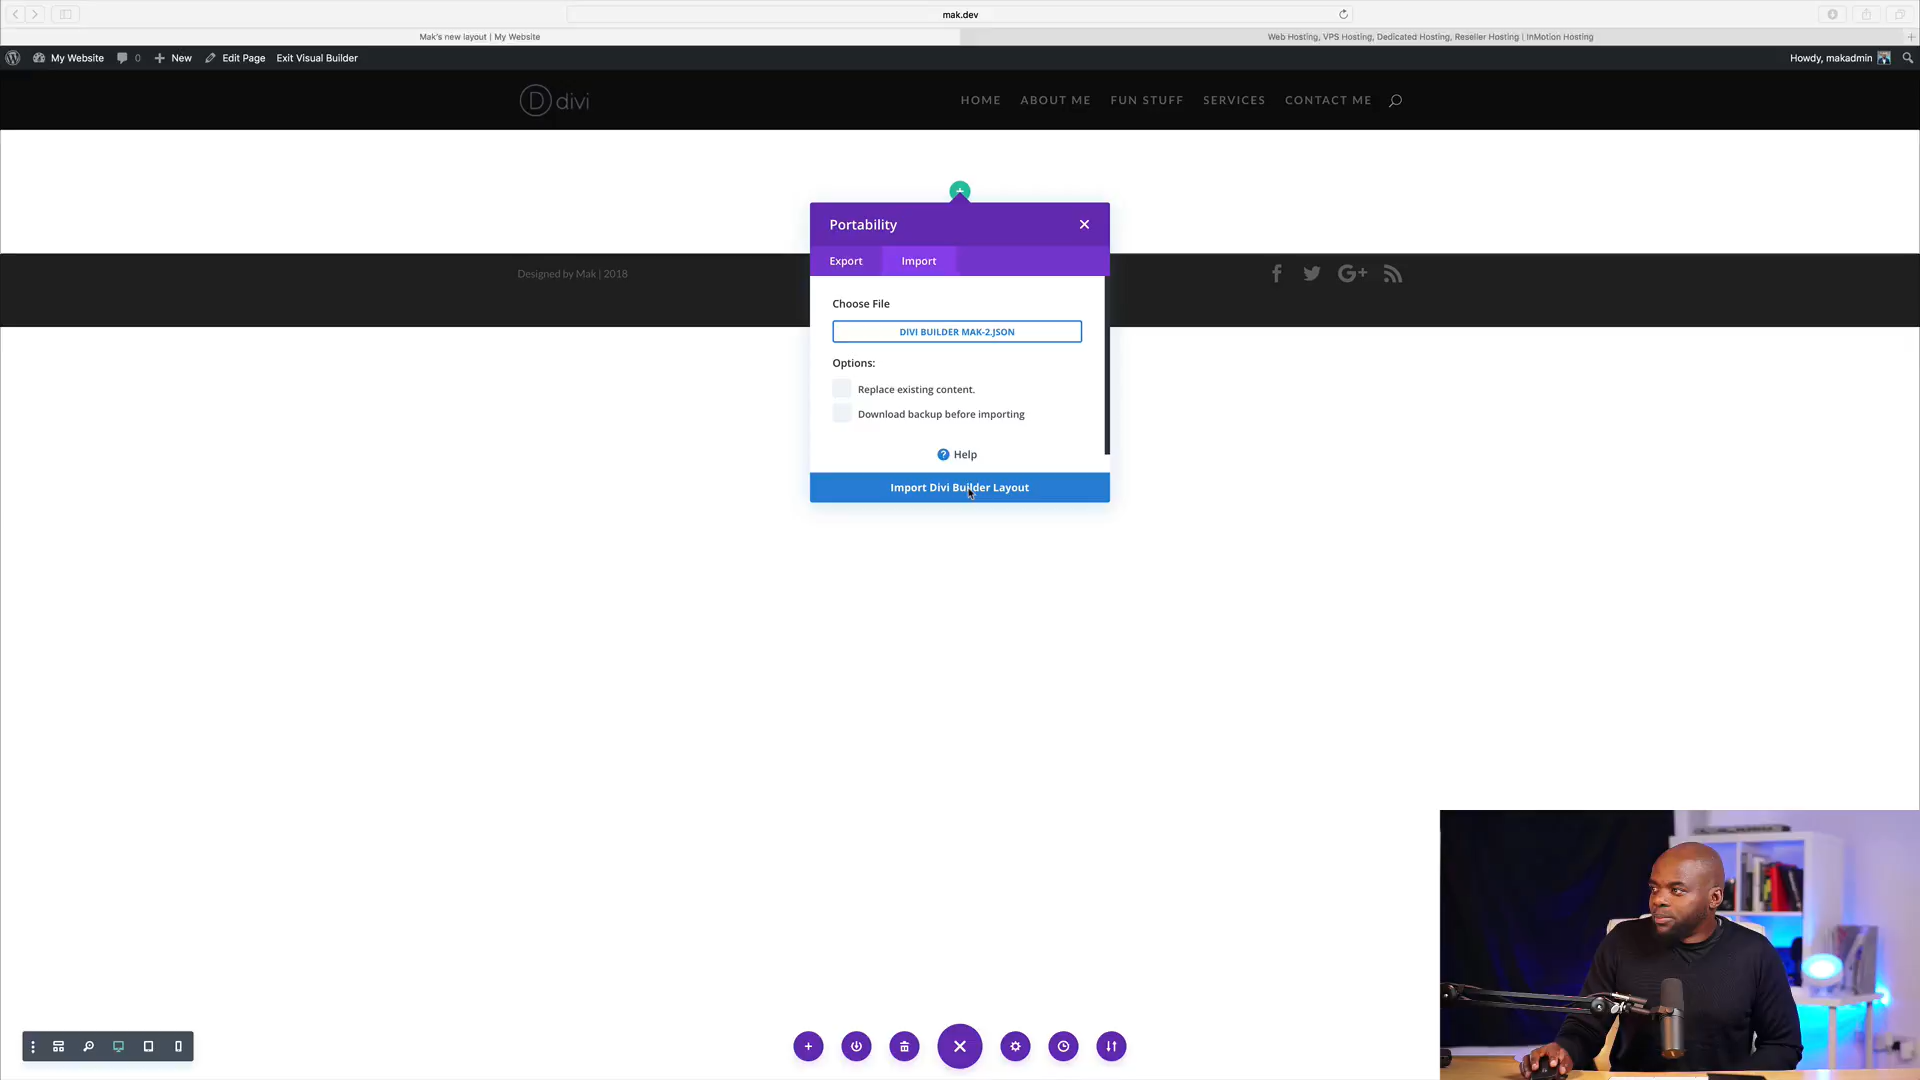 mak.dev
Mak's new layout | My Website
Web Hosting, VPS Hosting, Dedicated Hosting, Reseller Hosting | InMotion Hosting
My Website
0
New
Edit Page
Exit Visual Builder
Howdy, makadmin
D divi
HOME
ABOUT ME
FUN STUFF
SERVICES
CONTACT ME
Portability
Export
Import
Designed by Mak | 2018
Choose File
DIVI BUILDER MAK-2.JSON
Options:
Replace existing content.
Download backup before importing
? Help
Import Divi Builder Layout